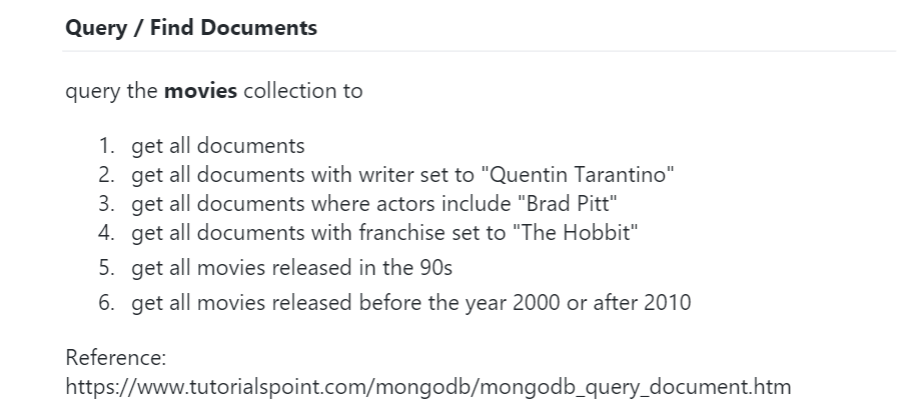 Query / Find Documents
query the movies collection to
1. get all documents
2. get all documents with writer set to "Quentin Tarantino"
3. get all documents where actors include "Brad Pitt"
4. get all documents with franchise set to "The Hobbit"
5. get all movies released in the 90s
6. get all movies released before the year 2000 or after 2010
Reference:
https://www.tutorialspoint.com/mongodb/mongodb_query_document.htm